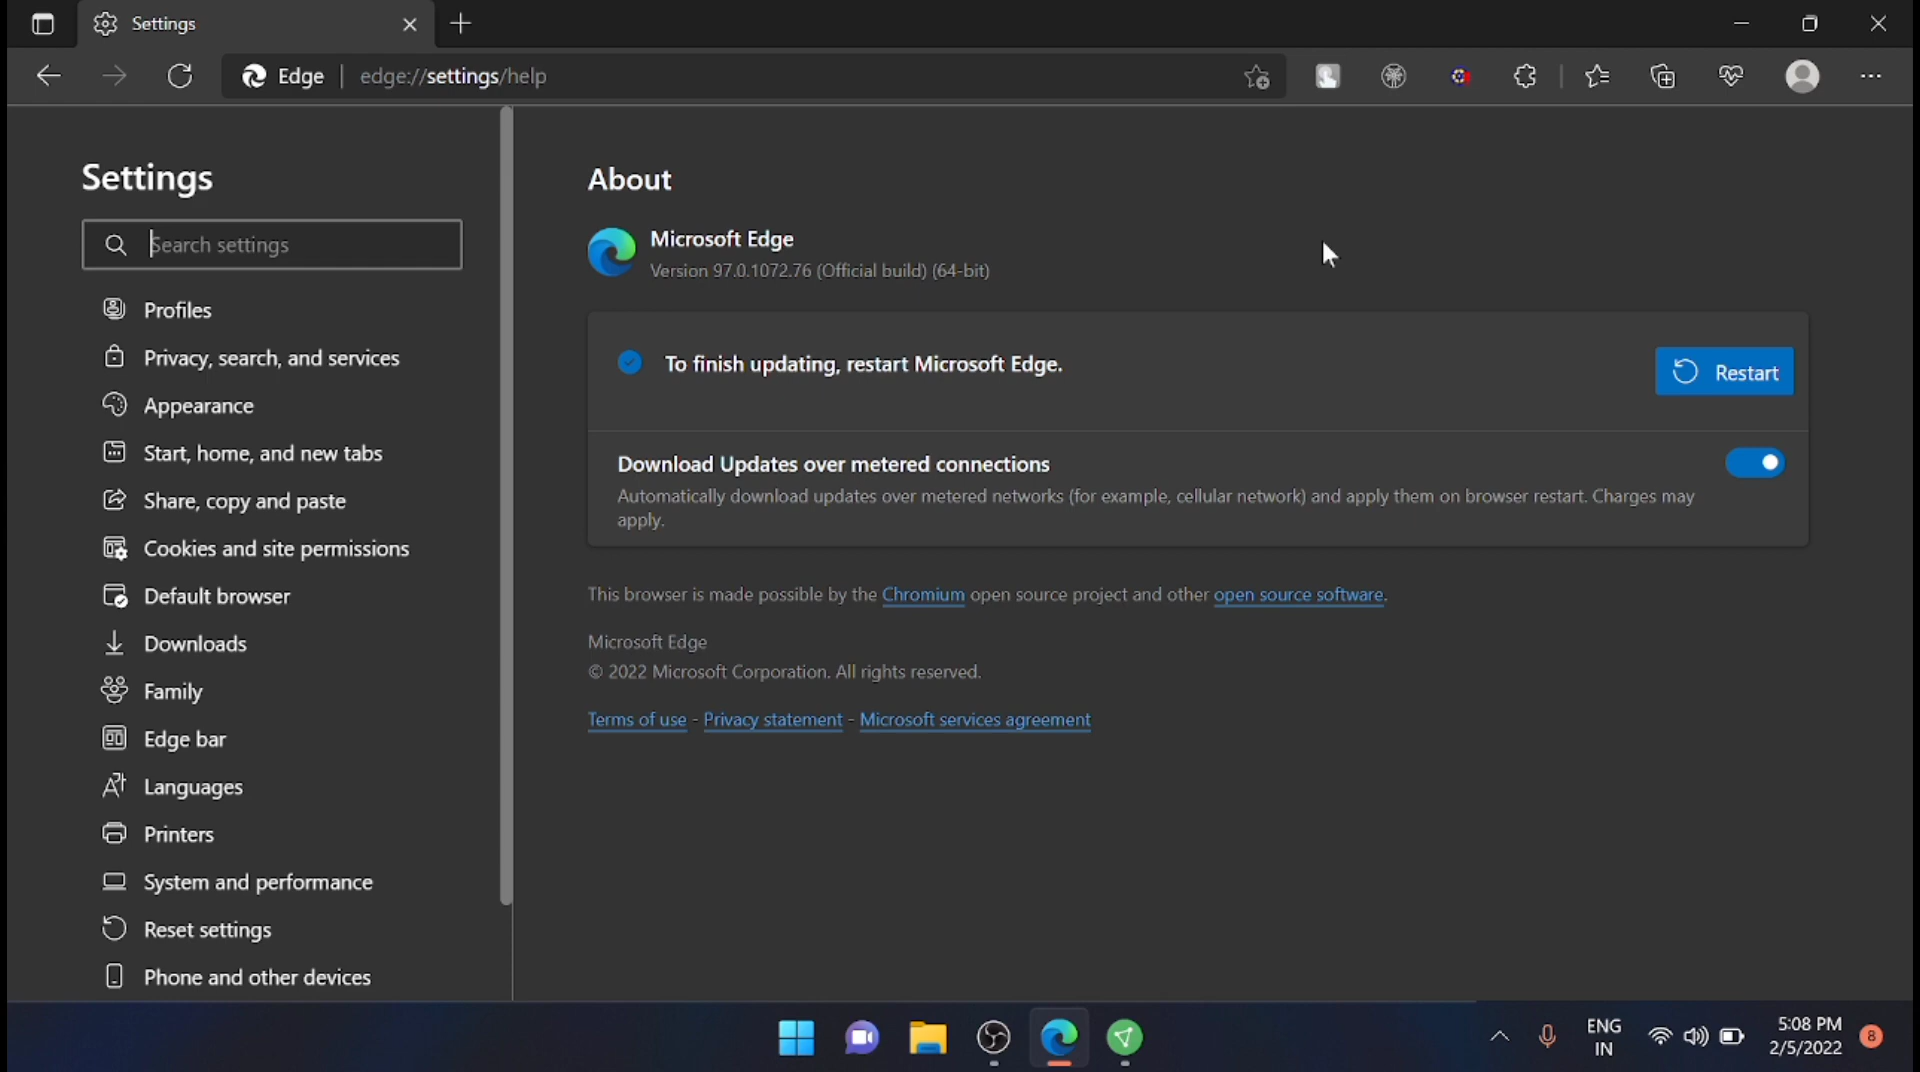 Settings
Edge
edge://settings/help
Settings
Search settings
Profiles
Privacy, search, and services
Appearance
Start, home, and new tabs
Share, copy and paste
Cookies and site permissions
Default browser
Downloads
Family
Edge bar
Languages
Printers
System and performance
Reset settings
Phone and other devices
About
Microsoft Edge
Version 97.0.1072.76 (Official build) (64-bit)
To finish updating, restart Microsoft Edge.
Restart
Download Updates over metered connections
Automatically download updates over metered networks (for example, cellular network) and apply them on browser restart. Charges may
apply.
This browser is made possible by the Chromium open source project and other open source software.
Microsoft Edge
© 2022 Microsoft Corporation. All rights reserved.
Terms of use - Privacy statement - Microsoft services agreement
ENG
IN
5:08 PM
2/5/2022
8